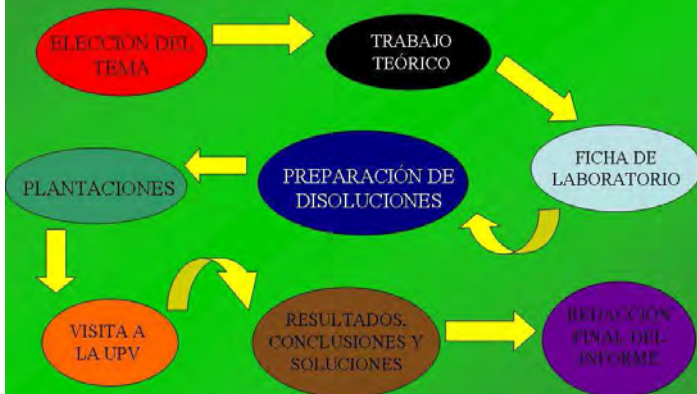 ELECCIÓN DEL
TEMA
TRABAJO
TEÓRICO
FICHA DE
LABORATORIO
PREPARACIÓN DE
DISOLUCIONES
PLANTACIONES
VISITA A
LA UPV
RESULTADOS,
CONCLUSIONES Y
SOLUCIONES
REDACCIÓN
FINAL DEL
INFORME